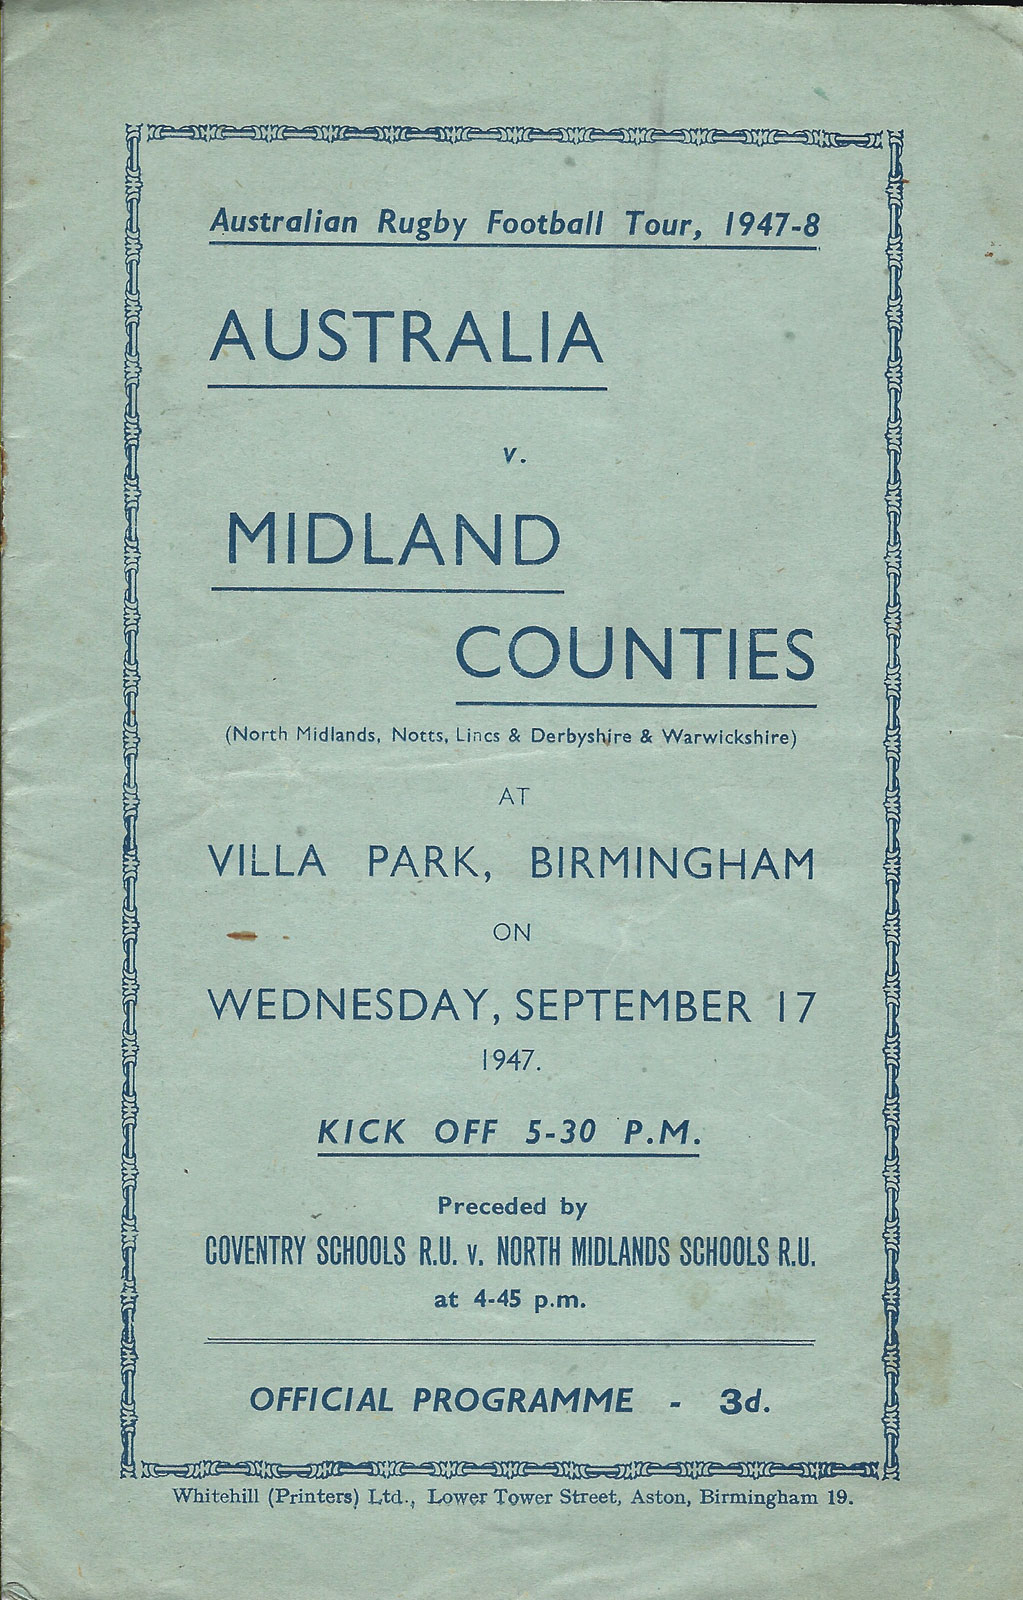 Australian Rugby Football Tour, 1947-8
AUSTRALIA
v.
MIDLAND
COUNTIES
(North Midlands, Notts, Lincs & Derbyshire & Warwickshire)
AT
VILLA PARK, BIRMINGHAM
ON
WEDNESDAY, SEPTEMBER 17
1947.
KICK OFF 5-30 P.M.
Preceded by
COVENTRY SCHOOLS R.U. v. NORTH MIDLANDS SCHOOLS R.U.
at 4-45 p.m.
OFFICIAL PROGRAMME - 3d.
Whitehill (Printers) Ltd., Lower Tower Street, Aston, Birmingham 19.